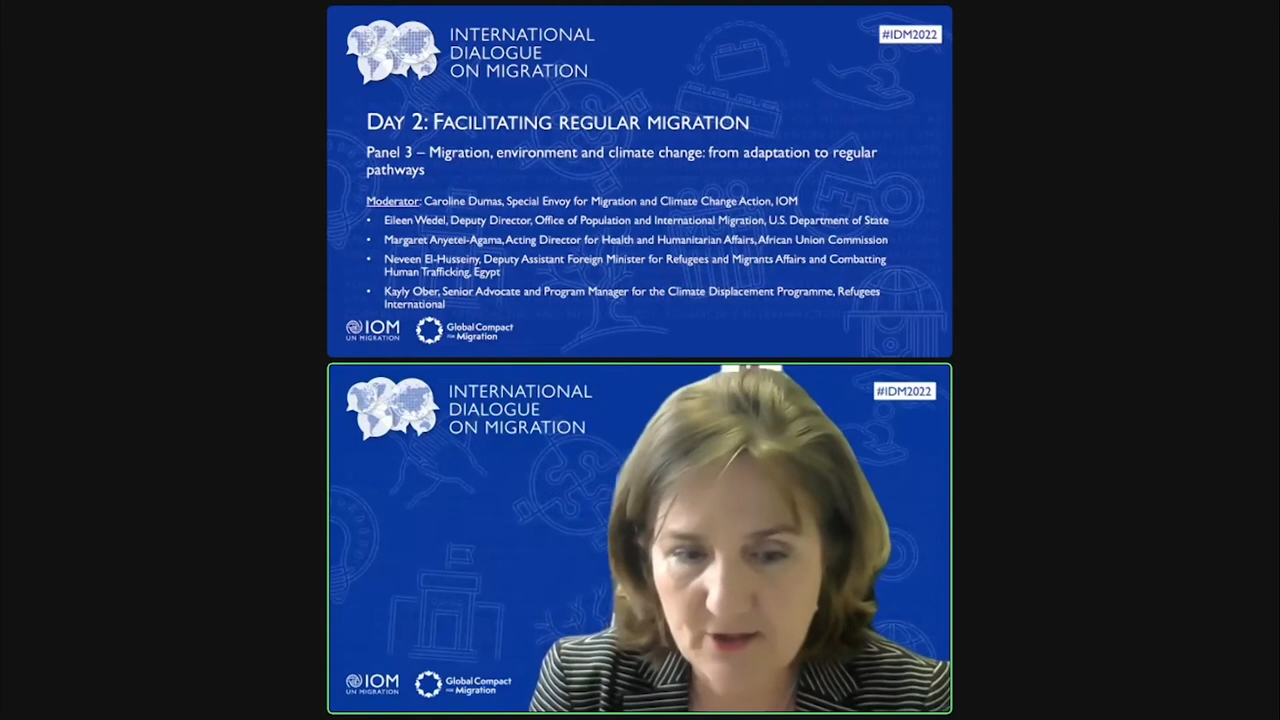 INTERNATIONAL
DIALOGUE
ON MIGRATION
#IDM2022
DAY 2: FACILITATING REGULAR MIGRATION
Panel 3 – Migration, environment and climate change: from adaptation to regular
pathways
Moderator: Caroline Dumas, Special Envoy for Migration and Climate Change Action, IOM
• Eileen Wedel, Deputy Director, Office of Population and International Migration, U.S. Department of State
• Margaret Anyetei-Agama, Acting Director for Health and Humanitarian Affairs, African Union Commission
• Neveen El-Husseiny, Deputy Assistant Foreign Minister for Refugees and Migrants Affairs and Combatting
Human Trafficking, Egypt
• Kayly Ober, Senior Advocate and Program Manager for the Climate Displacement Programme, Refugees
International
IOM
UN MIGRATION
Global Compact
FOR Migration
INTERNATIONAL
DIALOGUE
ON MIGRATION
#IDM2022
IOM
UN MIGRATION
Global Compact
FOR Migration